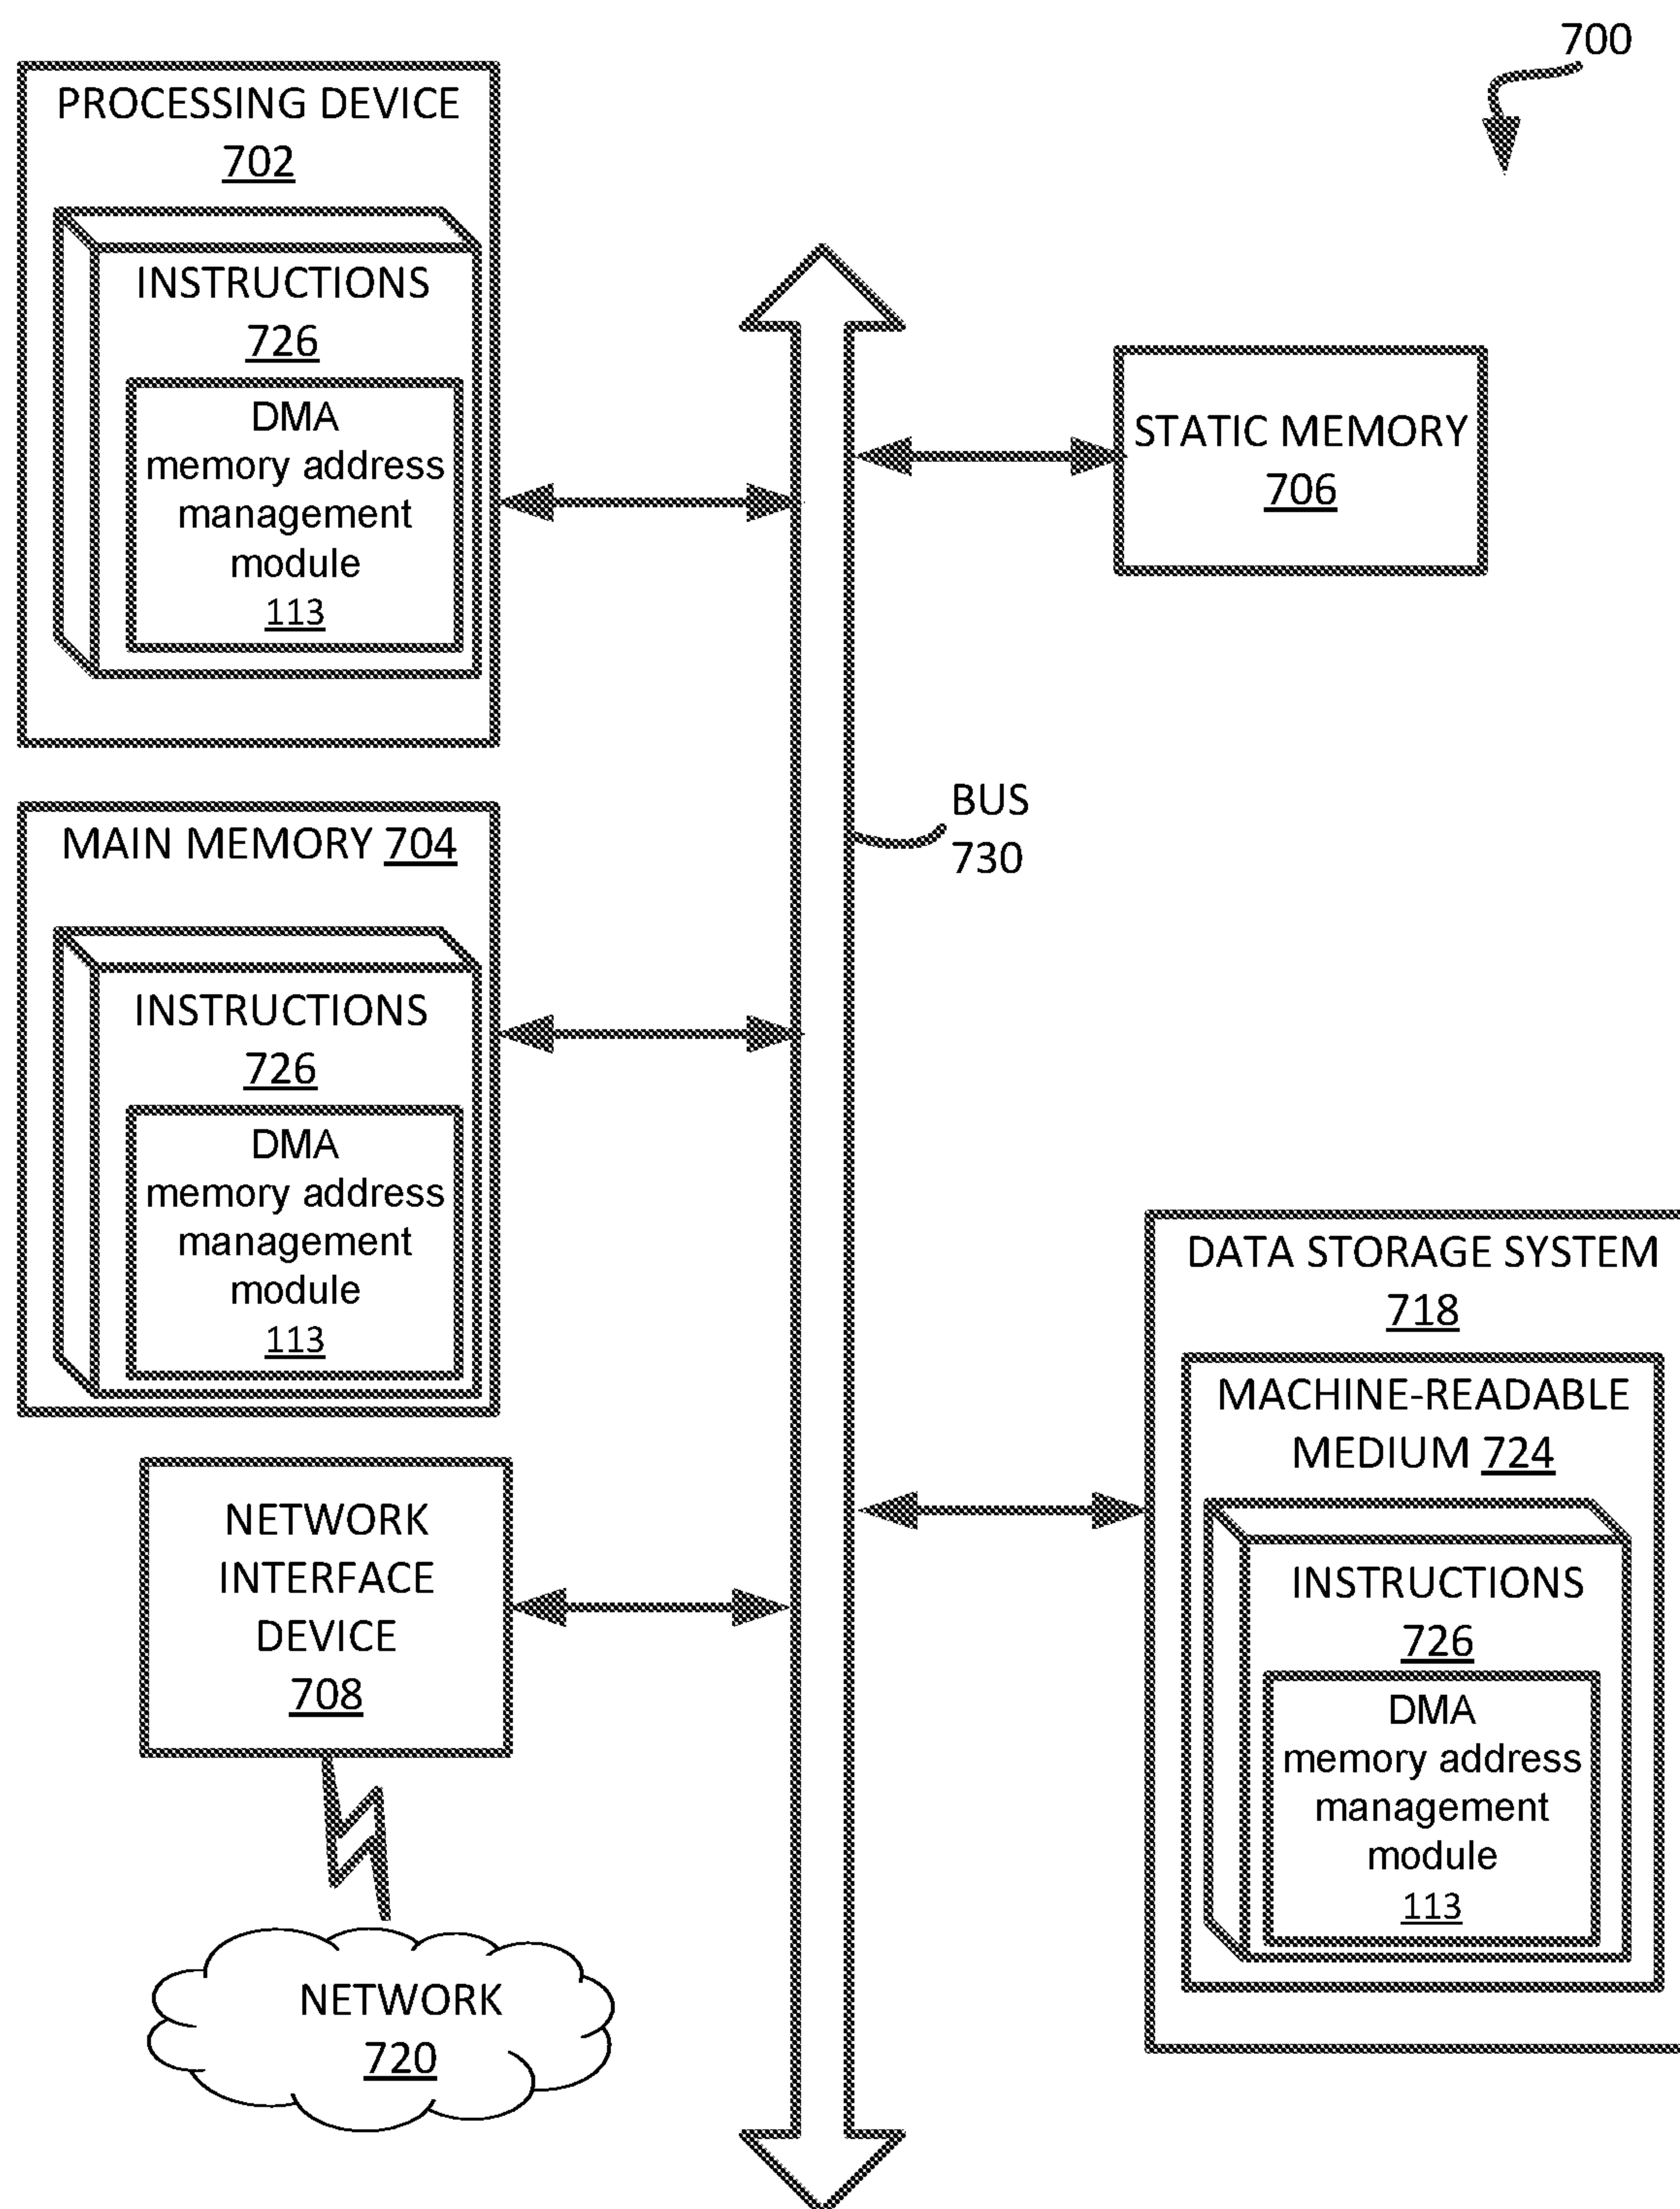 700
PROCESSING DEVICE
702
INSTRUCTIONS
726
DMA
memory address
management
module
113
STATIC MEMORY
706
BUS
730
MAIN MEMORY 704
INSTRUCTIONS
726
DMA
memory address
management
module
113
DATA STORAGE SYSTEM
718
MACHINE-READABLE
MEDIUM 724
INSTRUCTIONS
726
DMA
memory address
management
module
113
NETWORK
INTERFACE
DEVICE
708
NETWORK
720